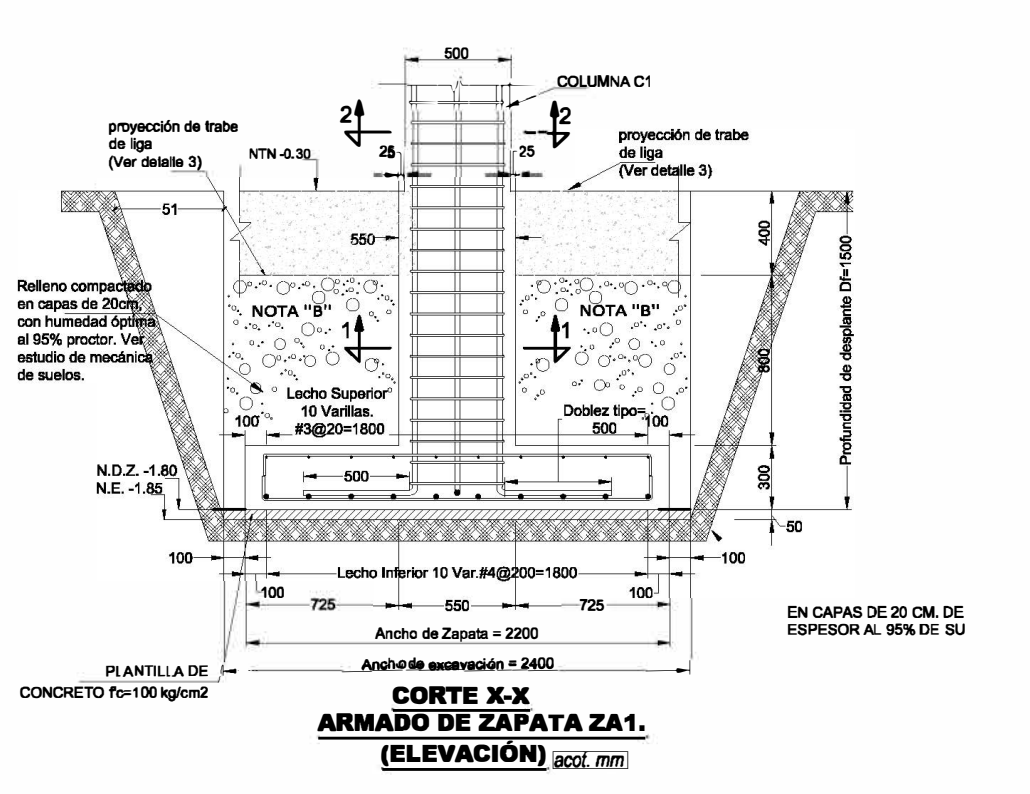 500
COLUMNA C1
2
2
proyección de trabe
de liga
(Ver detalle 3)
NTN -0.30
25
25
proyección de trabe
de liga
(Ver detalle 3)
51
550
400
Profundidad de desplante Df=1500
Relleno compactado
en capas de 20cm,
con humedad óptima
al 95% proctor. Ver
estudio de mecánica
de suelos.
NOTA "B"
NOTA "B"
1
1
800
Lecho Superior
10 Varillas.
#3@20=1800
100
Doblez tipo=
500
100
N.D.Z. -1.80
N.E. -1.85
500
300
50
100
100
Lecho Inferior 10 Var.#4@200=1800
100
100
725
550
725
EN CAPAS DE 20 CM. DE
ESPESOR AL 95% DE SU
Ancho de Zapata = 2200
Ancho de excavación = 2400
PLANTILLA DE
CONCRETO f'c=100 kg/cm2
CORTE X-X
ARMADO DE ZAPATA ZA1.
(ELEVACIÓN) acot. mm